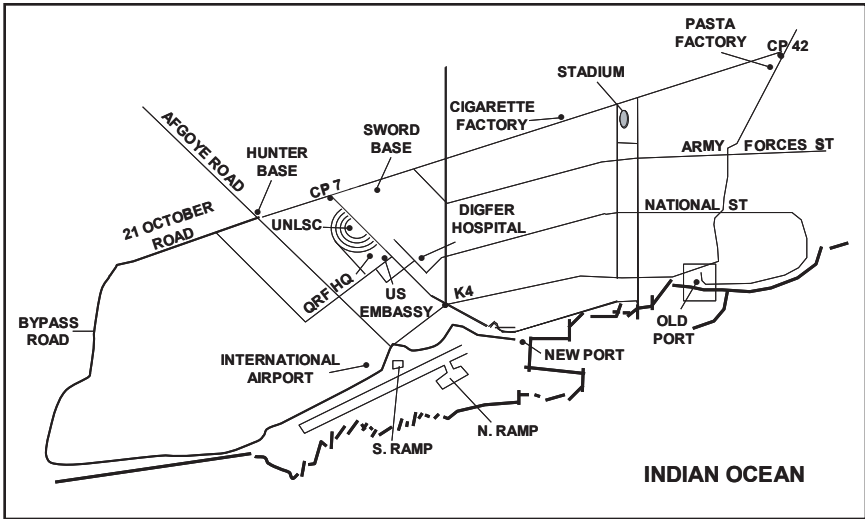 PASTA
FACTORY
CP 42
STADIUM
CIGARETTE
FACTORY
AFGOYE ROAD
SWORD
BASE
HUNTER
BASE
ARMY FORCES ST
CP 7
21 OCTOBER
ROAD
UNLSC
DIGFER
HOSPITAL
NATIONAL ST
QRF HQ
US
EMBASSY
K4
BYPASS
ROAD
OLD
PORT
NEW PORT
INTERNATIONAL
AIRPORT
S. RAMP
N. RAMP
INDIAN OCEAN